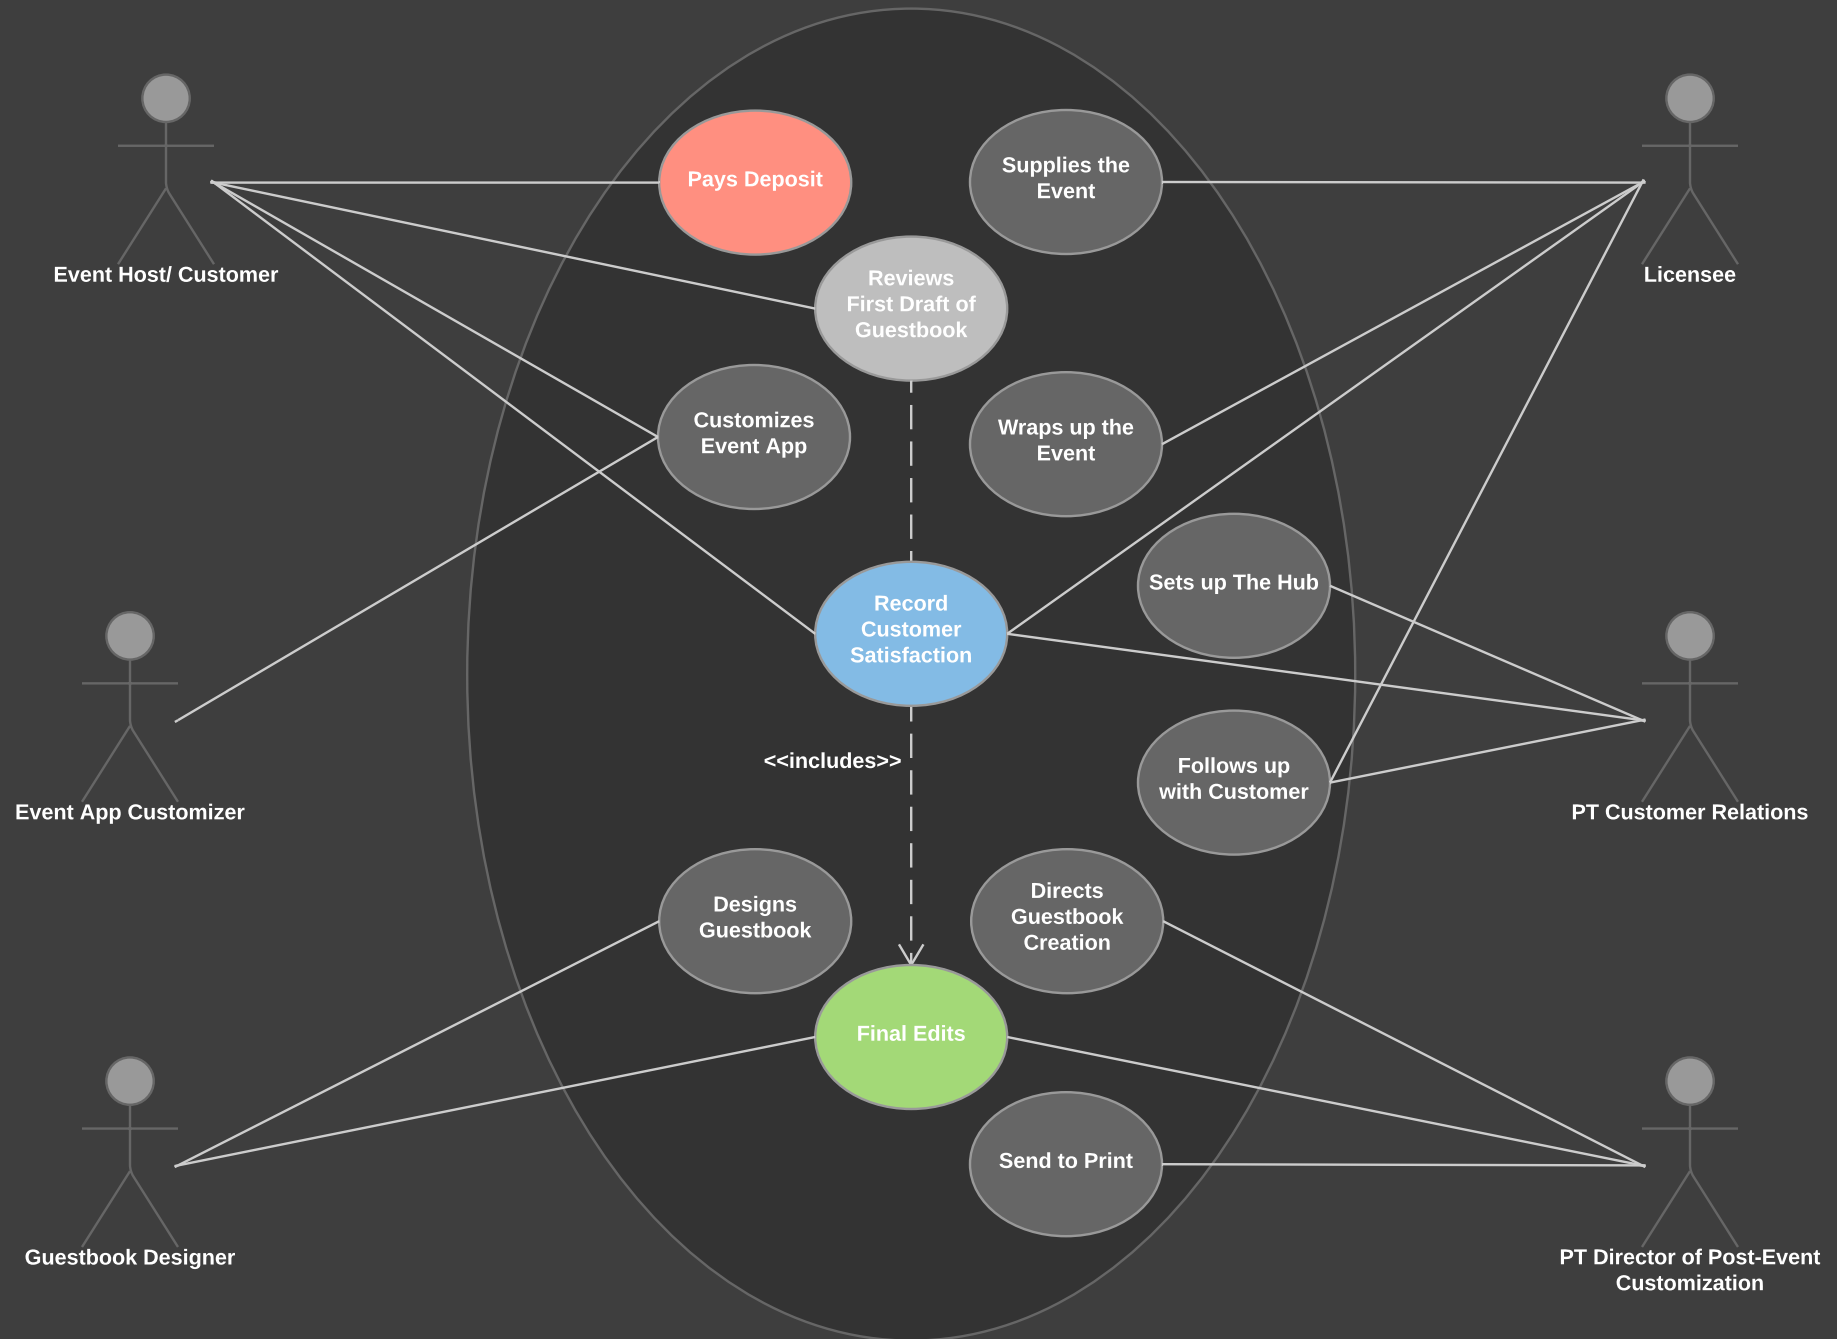 Pays Deposit
Supplies the
Event
Event Host/ Customer
Licensee
Reviews
First Draft of
Guestbook
Customizes
Event App
Wraps up the
Event
Sets up The Hub
Record
Customer
Satisfaction
<<includes>>
Follows up
with Customer
Event App Customizer
PT Customer Relations
Designs
Guestbook
Directs
Guestbook
Creation
Final Edits
Send to Print
Guestbook Designer
PT Director of Post-Event
Customization